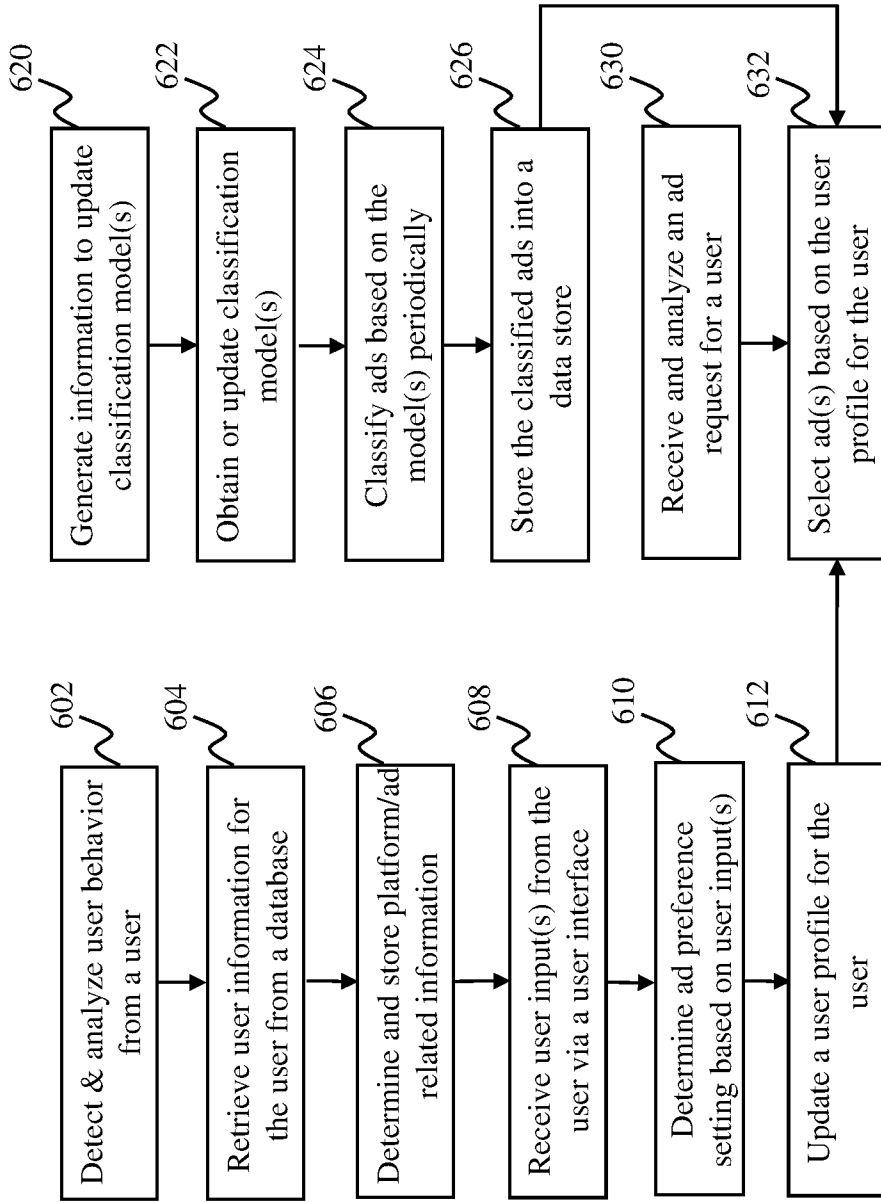 602
Detect & analyze user behavior
from a user
604
Retrieve user information for
the user from a database
606
Determine and store platform/ad
related information
608
Receive user input(s) from the
user via a user interface
610
Determine ad preference
setting based on user input(s)
612
Update a user profile for the
user
620
Generate information to update
classification model(s)
622
Obtain or update classification
model(s)
624
Classify ads based on the
model(s) periodically
626
Store the classified ads into a
data store
630
Receive and analyze an ad
request for a user
632
Select ad(s) based on the user
profile for the user